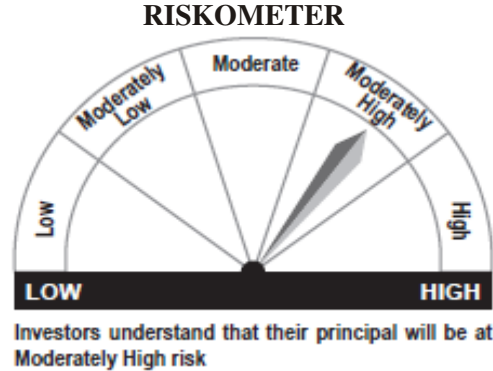 RISKOMETER
Moderate
Moderately
Low
Moderately
High
Low
High
LOW
HIGH
Investors understand that their principal will be at
Moderately High risk